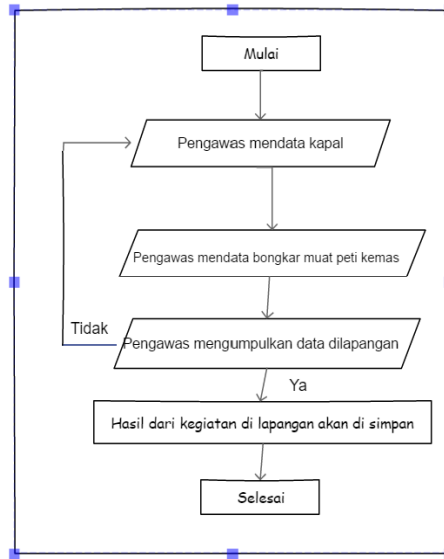 Mulai
Pengawas mendata kapal
Pengawas mendata bongkar muat peti kemas
Tidak
Pengawas mengumpulkan data dilapangan
Ya
Hasil dari kegiatan di lapangan akan di simpan
Selesai